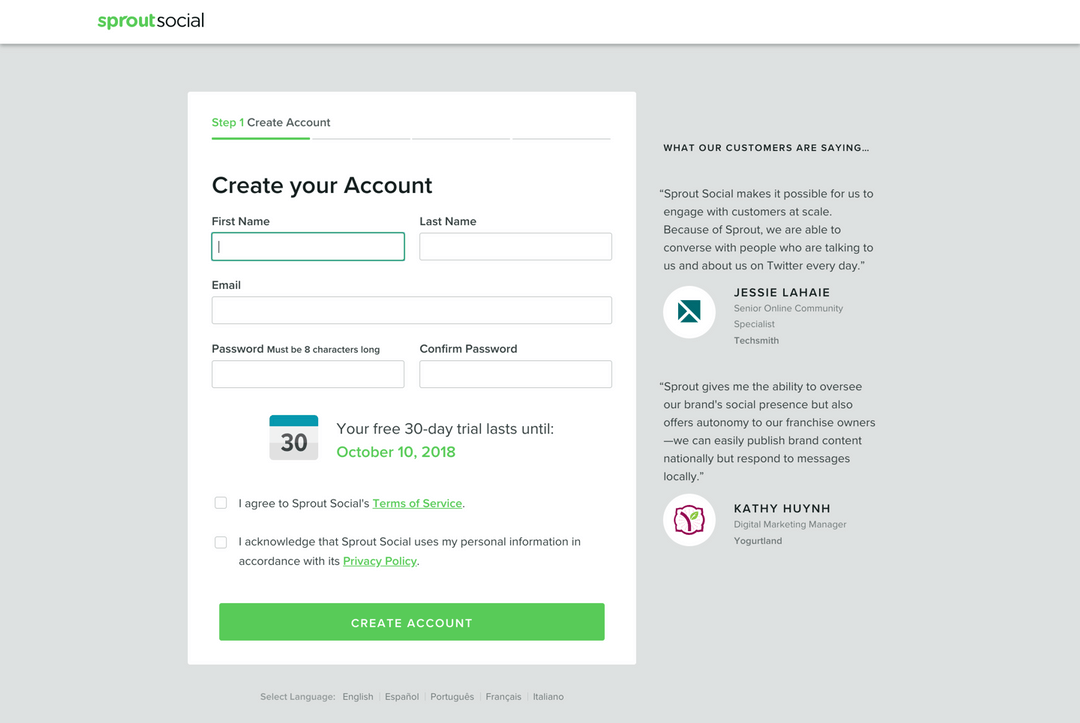 sproutsocial
Step 1 Create Account
Create your Account
First Name
Last Name
Email
Password Must be 8 characters long
Confirm Password
30
Your free 30-day trial lasts until:
October 10, 2018
I agree to Sprout Social's Terms of Service.
I acknowledge that Sprout Social uses my personal information in
accordance with its Privacy Policy.
CREATE ACCOUNT
Select Language: English Español Português Français Italiano
WHAT OUR CUSTOMERS ARE SAYING…
“Sprout Social makes it possible for us to
engage with customers at scale.
Because of Sprout, we are able to
converse with people who are talking to
us and about us on Twitter every day.”
JESSIE LAHAIE
Senior Online Community
Specialist
Techsmith
“Sprout gives me the ability to oversee
our brand's social presence but also
offers autonomy to our franchise owners
—we can easily publish brand content
nationally but respond to messages
locally.”
KATHY HUYNH
Digital Marketing Manager
Yogurtland